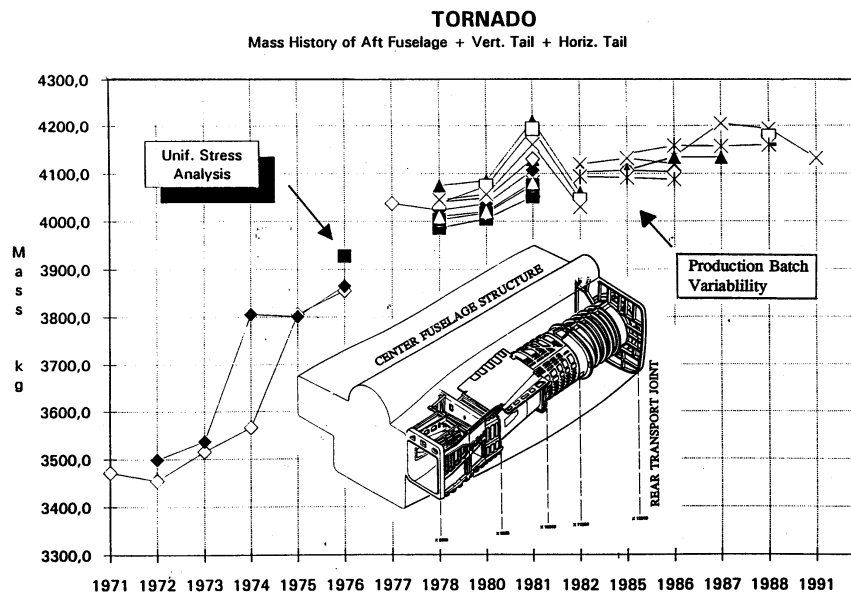 TORNADO
Mass History of Aft Fuselage + Vert. Tail + Horiz. Tail
4300,0
4200,0
4100,0
4000,0
3900,0
3800,0
3700,0
3600,0
3500,0
3400,0
3300,0
Mass kg
Unif. Stress
Analysis
Production Batch
Variablility
CENTER FUSELAGE STRUCTURE
REAR TRANSPORT JOINT
1971 1972 1973 1974 1975 1976 1977 1978 1980 1981 1982 1985 1986 1987 1988 1991